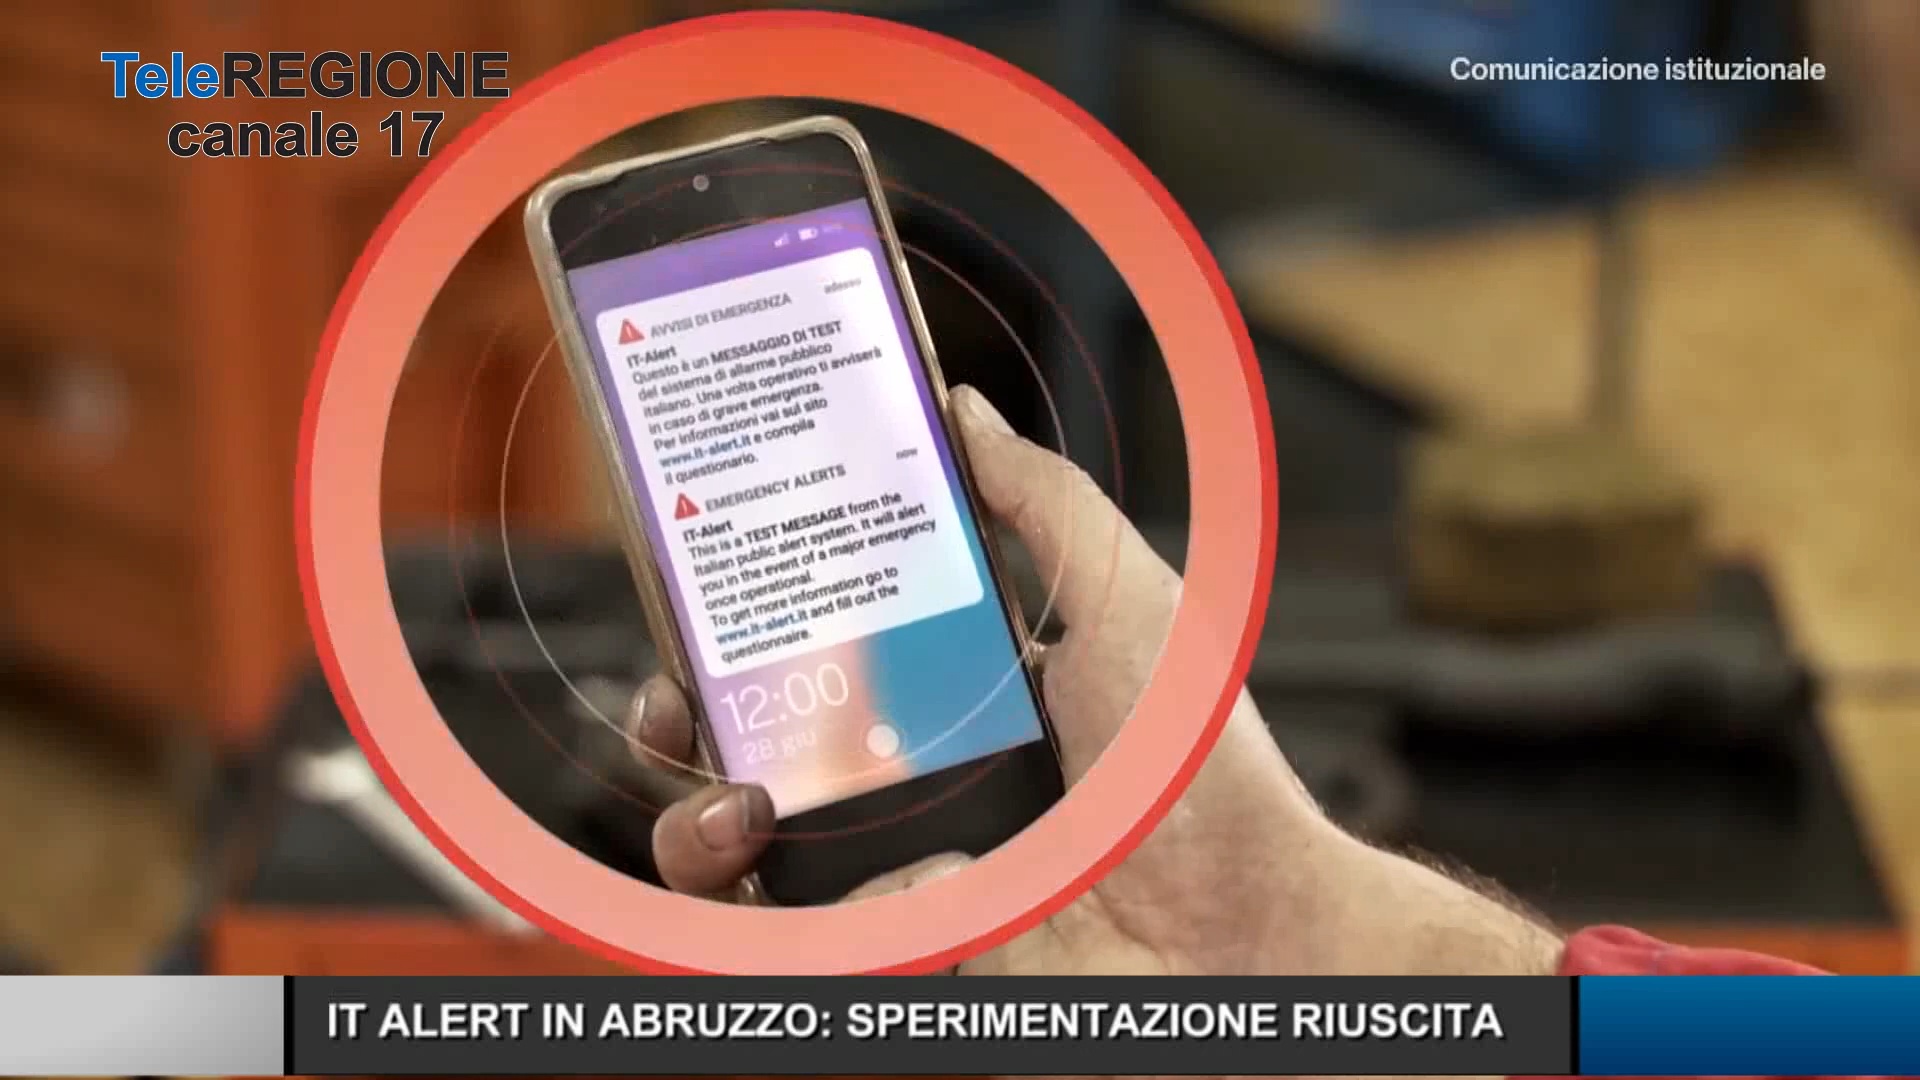 TeleREGIONE
canale 17
Comunicazione istituzionale
AVVISI DI EMERGENZA
adesso
IT-Alert
Questo è un MESSAGGIO DI TEST
del sistema di allarme pubblico
italiano. Una volta operativo ti avviserà
in caso di grave emergenza.
Per informazioni vai sul sito
www.it-alert.it e compila
il questionario.
EMERGENCY ALERTS
now
IT-Alert
This is a TEST MESSAGE from the
Italian public alert system. It will alert
you in the event of a major emergency
once operational.
To get more information go to
www.it-alert.it and fill out the
questionnaire.
12:00
28 giu
IT ALERT IN ABRUZZO: SPERIMENTAZIONE RIUSCITA